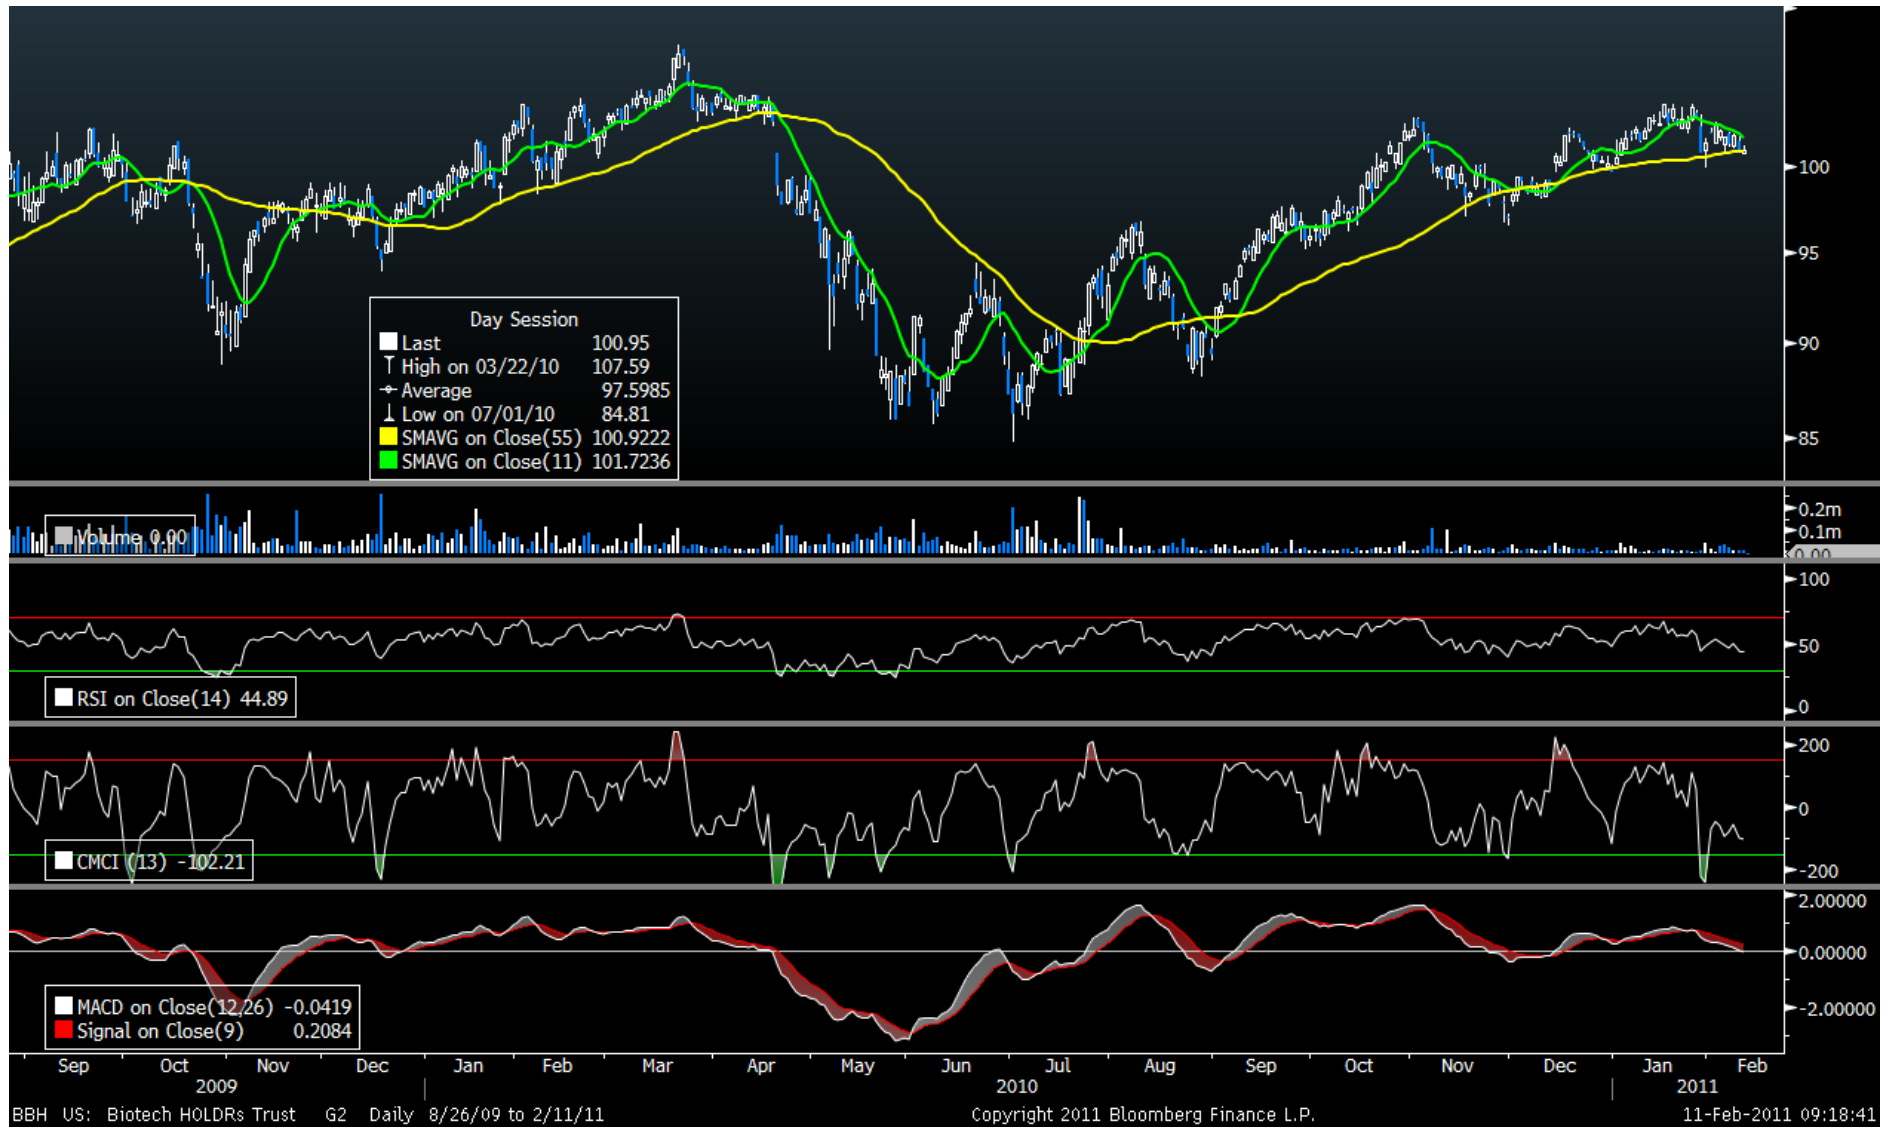 100
95
90
85
Day Session
Last 100.95
High on 03/22/10 107.59
Average 97.5985
Low on 07/01/10 84.81
SMAVG on Close(55) 100.9222
SMAVG on Close(11) 101.7236
0.2m
0.1m
0.00
Volume 0.00
100
50
0
RSI on Close(14) 44.89
200
0
-200
CMCI (13) -102.21
2.00000
0.00000
-2.00000
MACD on Close(12,26) -0.0419
Signal on Close(9) 0.2084
Sep Oct Nov Dec Jan Feb Mar Apr May Jun Jul Aug Sep Oct Nov Dec Jan Feb
2009 2010 2011
BBH US: Biotech HOLDRs Trust G2 Daily 8/26/09 to 2/11/11 Copyright 2011 Bloomberg Finance L.P. 11-Feb-2011 09:18:41